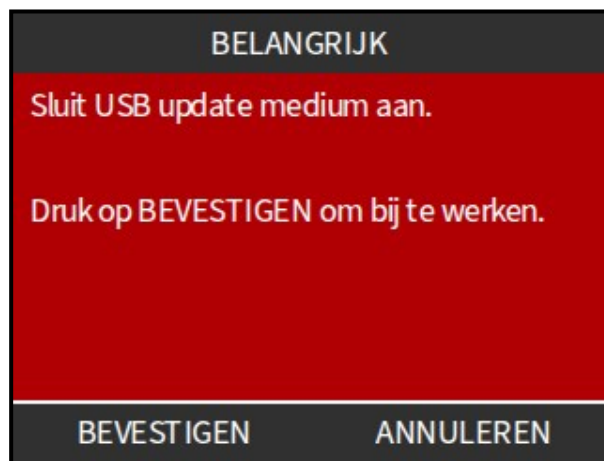 BELANGRIJK
Sluit USB update medium aan.
Druk op BEVESTIGEN om bij te werken.
BEVESTIGEN ANNULEREN